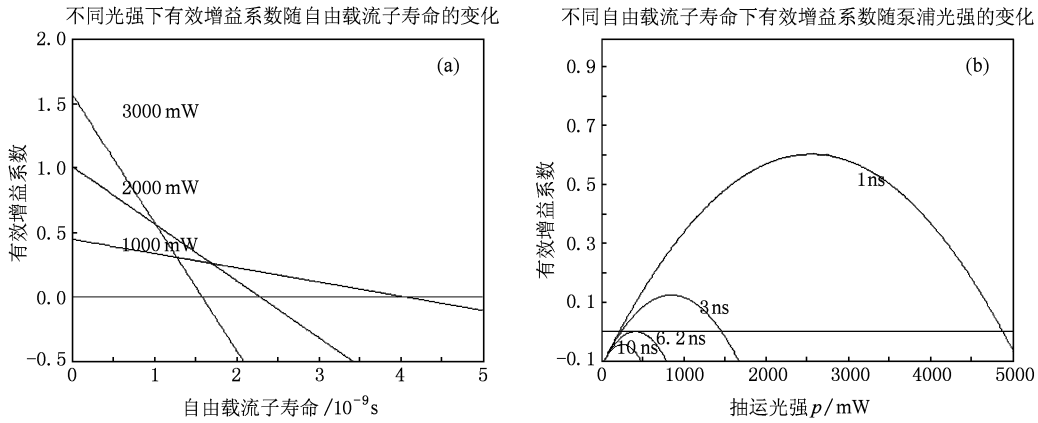 不同光强下有效增益系数随自由载流子寿命的变化
2.0
1.5
1.0
0.5
0.0
-0.5
0 1 2 3 4 5
有效增益系数
自由载流子寿命/10⁻⁹s
(a)
3000 mW
2000 mW
1000 mW
不同自由载流子寿命下有效增益系数随泵浦光强的变化
0.9
0.7
0.5
0.3
0.1
-0.1
0 1000 2000 3000 4000 5000
有效增益系数
抽运光强p/mW
(b)
1ns
3ns
6.2ns
10ns